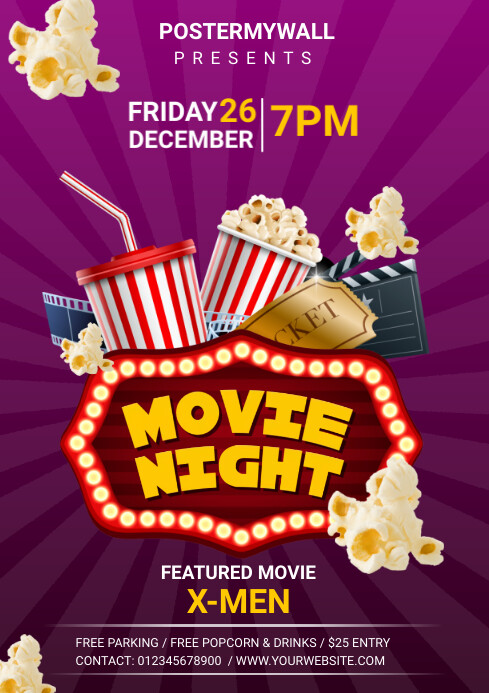 POSTERMYWALL
PRESENTS
FRIDAY 26
DECEMBER
7PM
CKET
MOVIE
NIGHT
FEATURED MOVIE
X-MEN
FREE PARKING / FREE POPCORN & DRINKS / $25 ENTRY
CONTACT: 012345678900 / WWW.YOURWEBSITE.COM